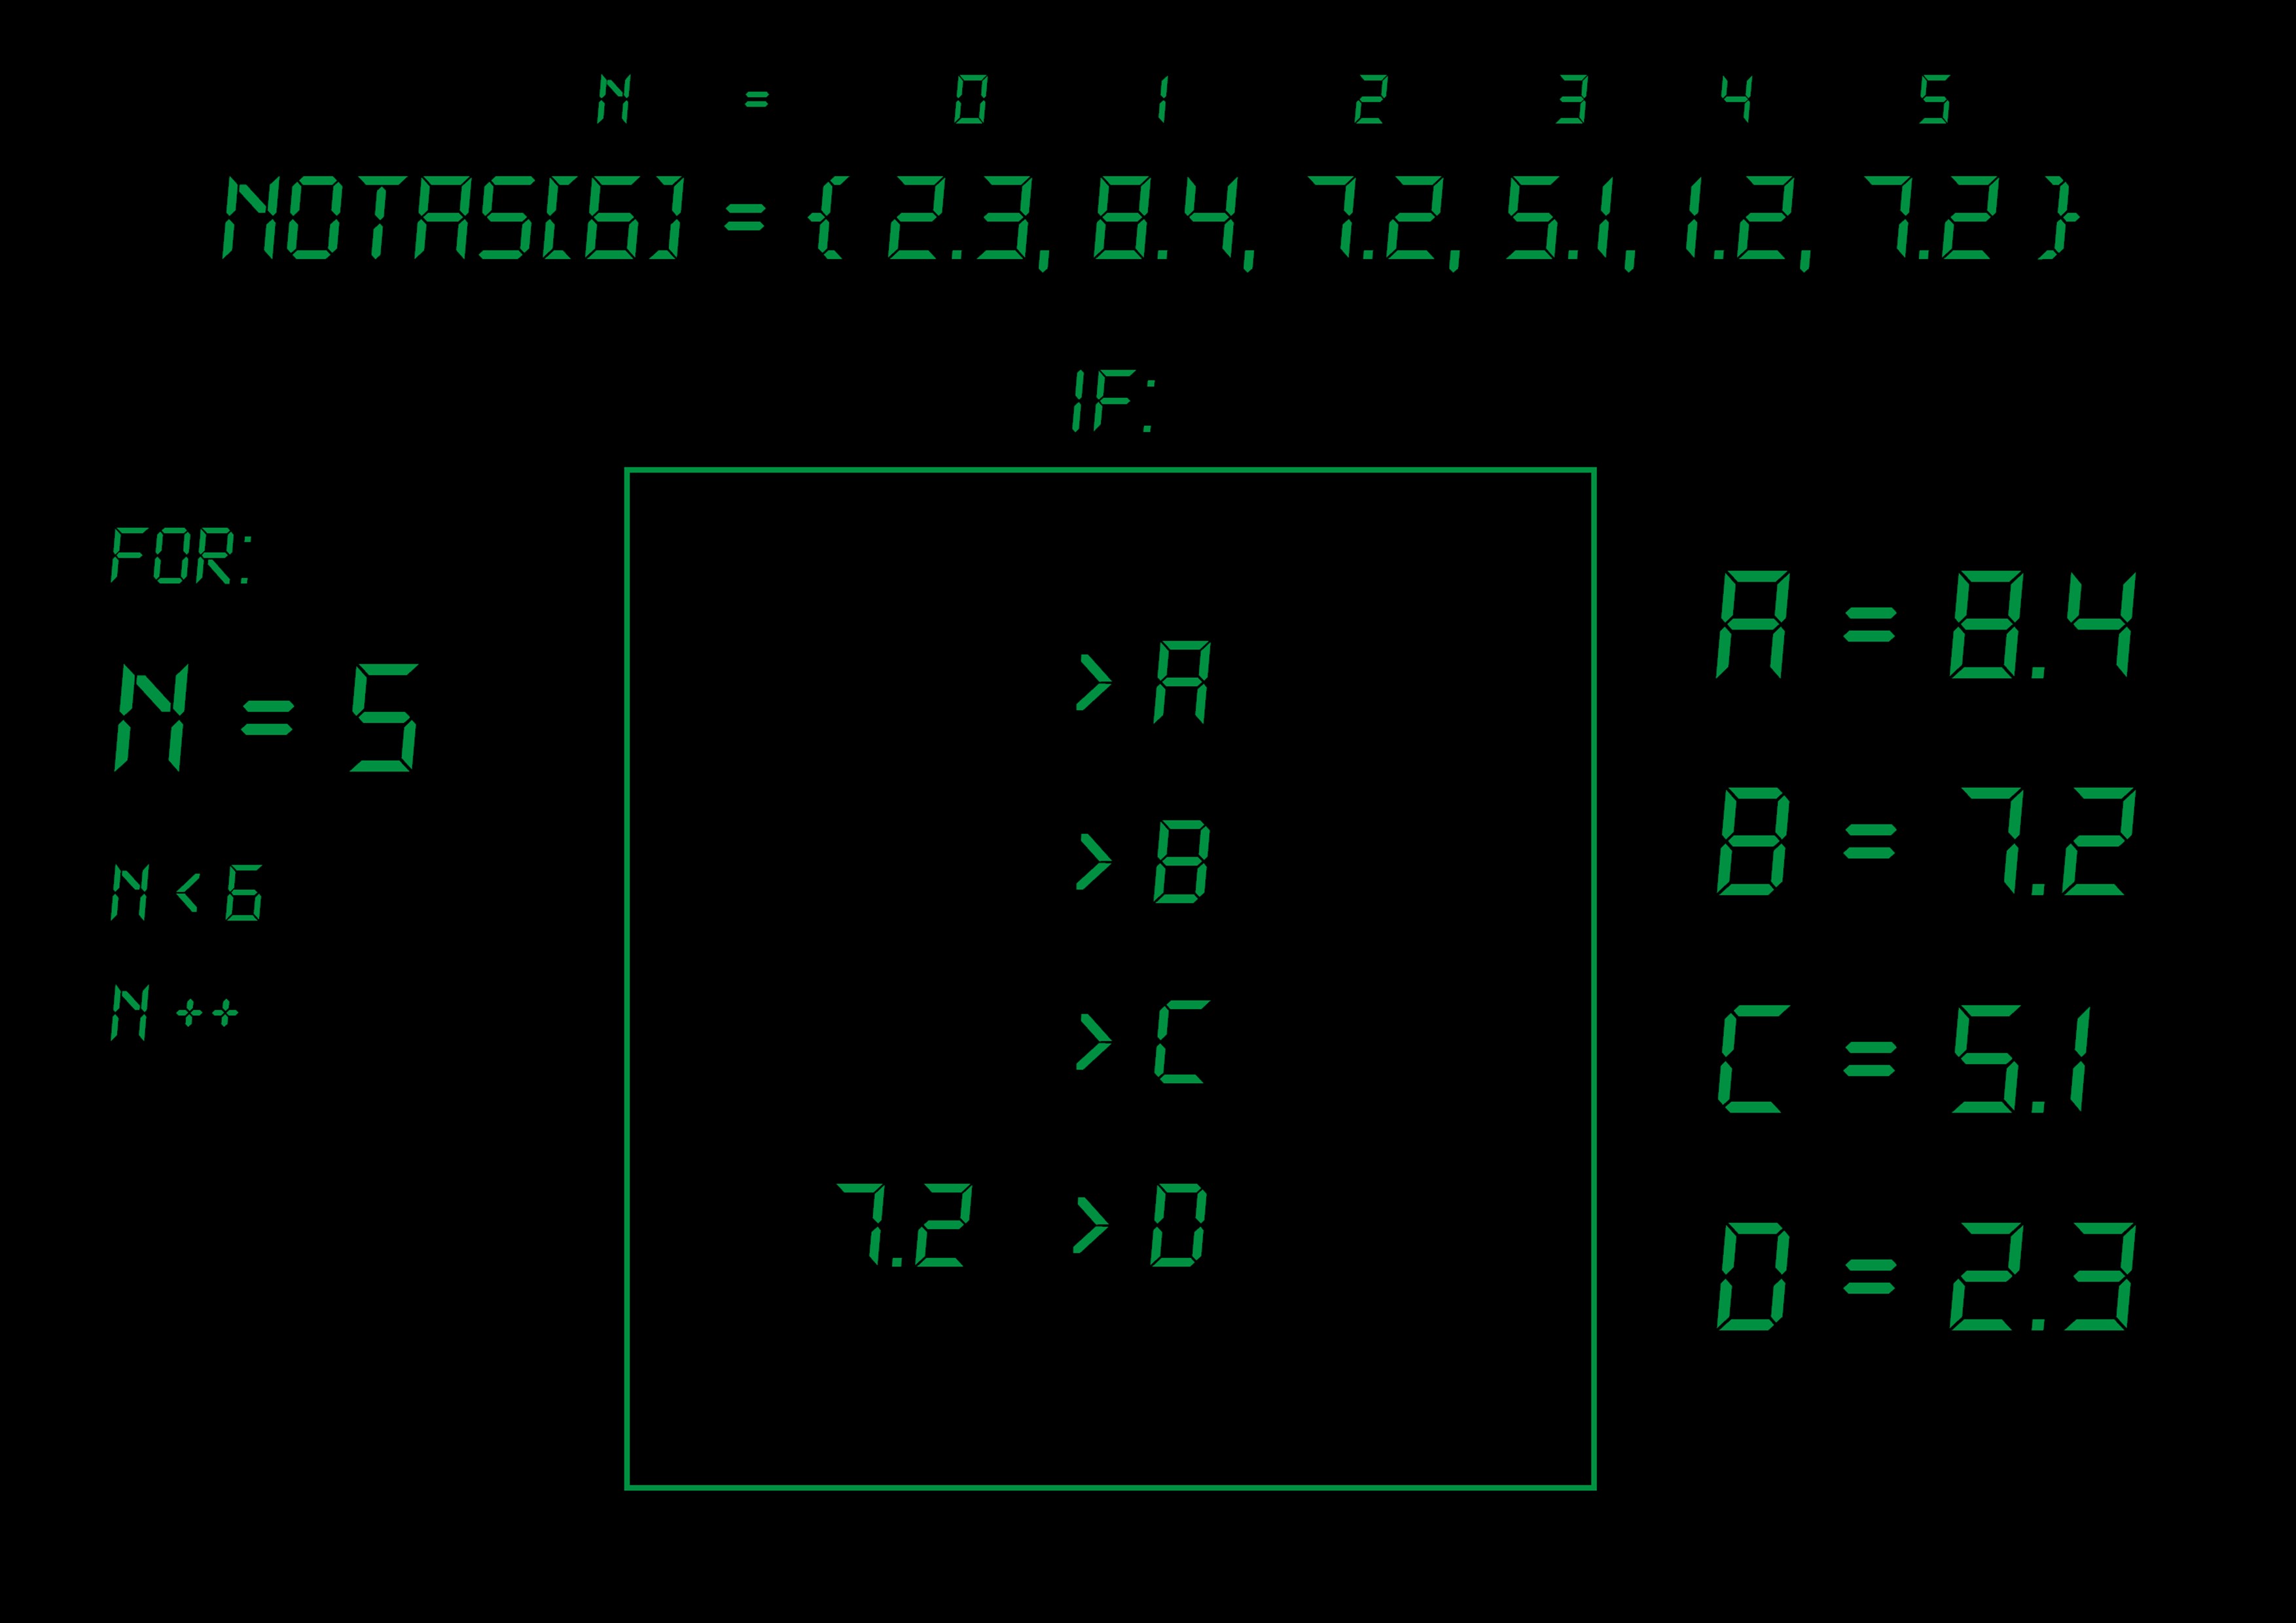 N = 0 1 2 3 4 5
NOTAS[6] = { 2.3, 8.4, 7.2, 5.1, 1.2, 7.2 }
IF:
FOR:
N = 5
N < 6
N ++
> A
> B
> C
7.2 > D
A = 8.4
B = 7.2
C = 5.1
D = 2.3